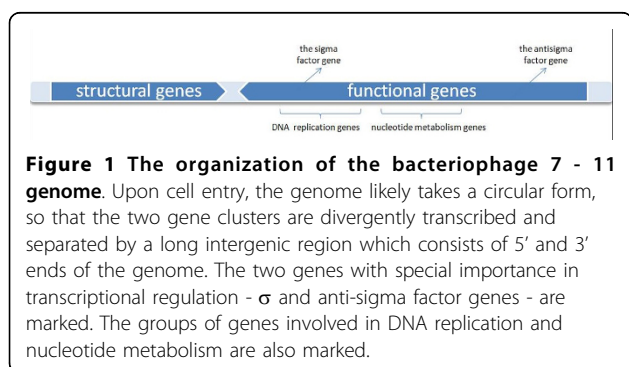 the sigma
factor gene
the antisigma
factor gene
structural genes
functional genes
DNA replication genes
nucleotide metabolism genes
Figure 1 The organization of the bacteriophage 7 - 11
genome. Upon cell entry, the genome likely takes a circular form,
so that the two gene clusters are divergently transcribed and
separated by a long intergenic region which consists of 5’ and 3’
ends of the genome. The two genes with special importance in
transcriptional regulation - σ and anti-sigma factor genes - are
marked. The groups of genes involved in DNA replication and
nucleotide metabolism are also marked.